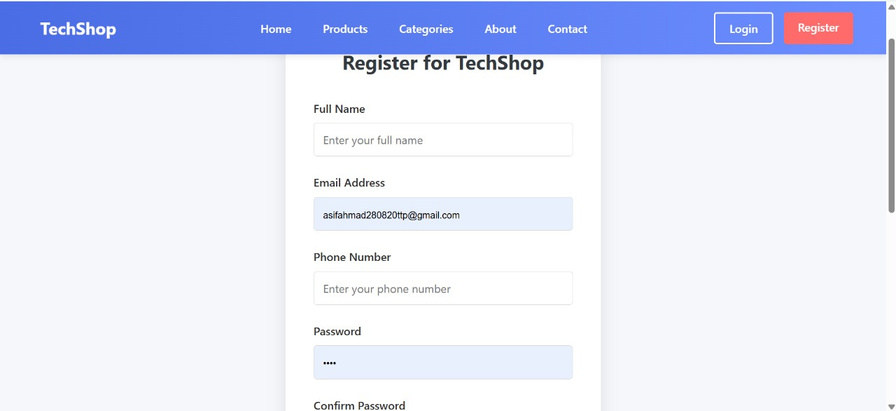 TechShop Home Products Categories About Contact Login Register
Register for TechShop
Full Name
Enter your full name
Email Address
asifahmad280820ttp@gmail.com
Phone Number
Enter your phone number
Password
••••
Confirm Password